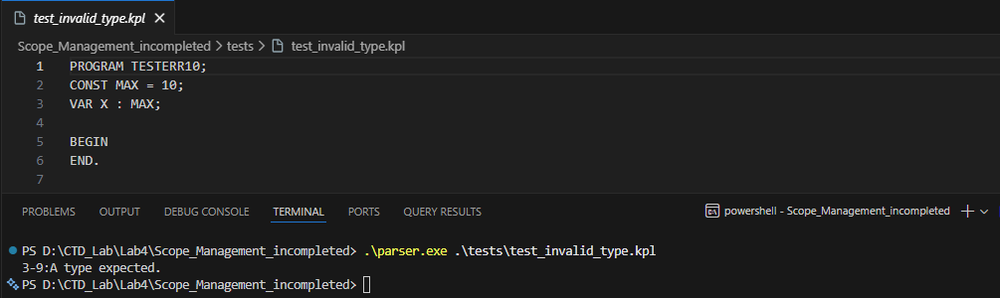 test_invalid_type.kpl
Scope_Management_incompleted > tests > test_invalid_type.kpl
1 PROGRAM TESTERR10;
2 CONST MAX = 10;
3 VAR X : MAX;
4
5 BEGIN
6 END.
7
PROBLEMS OUTPUT DEBUG CONSOLE TERMINAL PORTS QUERY RESULTS powershell - Scope_Management_incompleted
PS D:\CTD_Lab\Lab4\Scope_Management_incompleted> .\parser.exe .\tests\test_invalid_type.kpl
3-9:A type expected.
PS D:\CTD_Lab\Lab4\Scope_Management_incompleted>